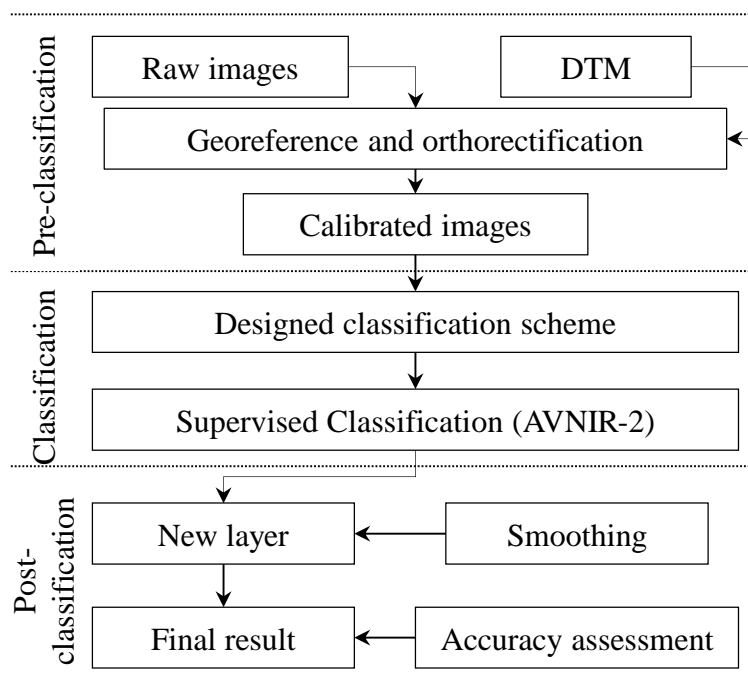 Pre-classification
Raw images
DTM
Georeference and orthorectification
Calibrated images
Classification
Designed classification scheme
Supervised Classification (AVNIR-2)
Post-
classification
New layer
Smoothing
Final result
Accuracy assessment